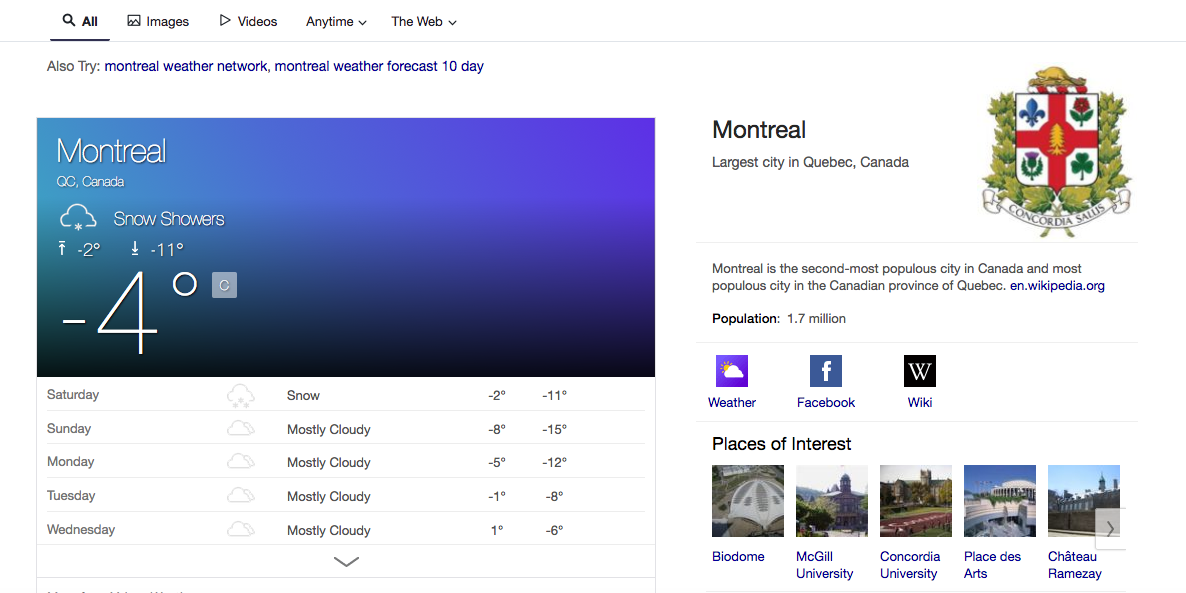 All
Images
Videos
Anytime
The Web
Also Try: montreal weather network, montreal weather forecast 10 day
Montreal
QC, Canada
Snow Showers
-2° -11°
-4° C
Saturday Snow -2° -11°
Sunday Mostly Cloudy -8° -15°
Monday Mostly Cloudy -5° -12°
Tuesday Mostly Cloudy -1° -8°
Wednesday Mostly Cloudy 1° -6°
Montreal
Largest city in Quebec, Canada
CONCORDIA SALUS
Montreal is the second-most populous city in Canada and most
populous city in the Canadian province of Quebec. en.wikipedia.org
Population: 1.7 million
f
W
Weather
Facebook
Wiki
Places of Interest
Biodome
McGill
University
Concordia
University
Place des
Arts
Château
Ramezay